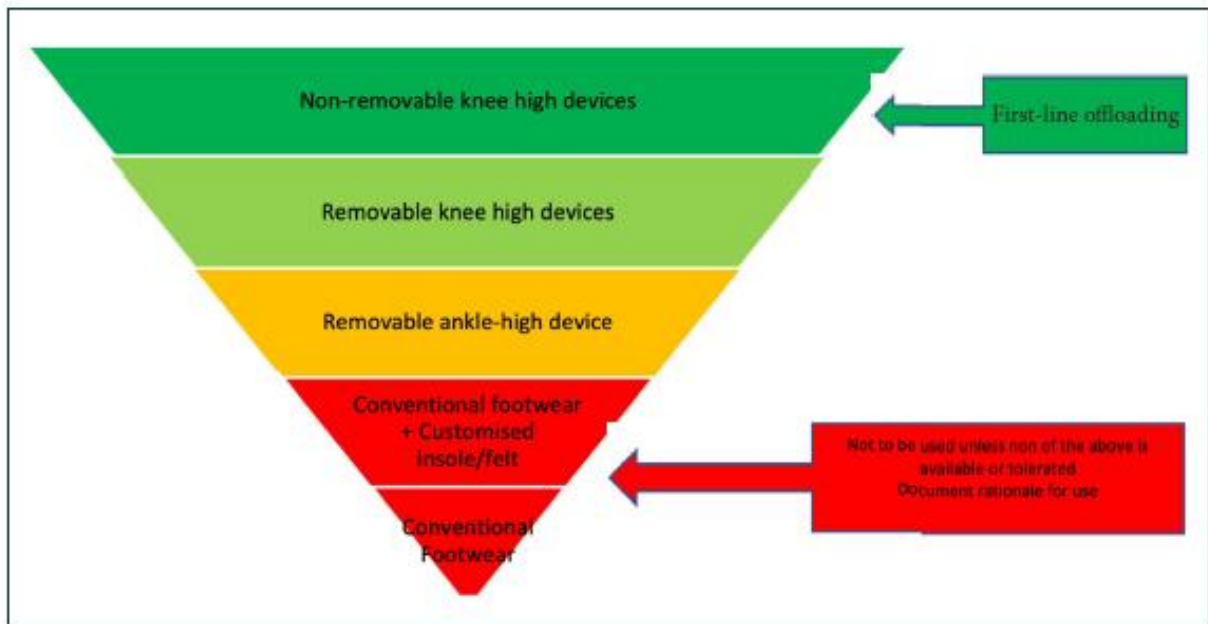 Non-removable knee high devices
First-line offloading
Removable knee high devices
Removable ankle-high device
Conventional footwear
+ Customised
insole/felt
Not to be used unless non of the above is
available or tolerated
Document rationale for use
Conventional
Footwear